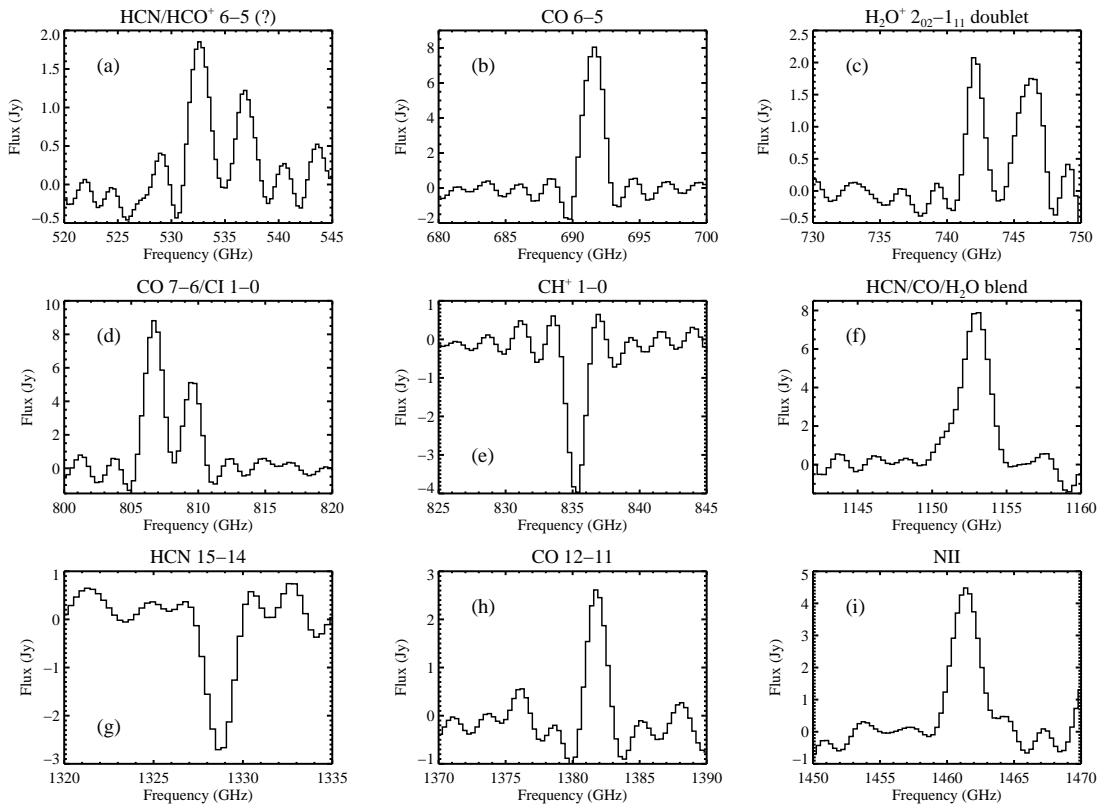 HCN/HCO⁺ 6−5 (?)
(a)
Flux (Jy)
2.0
1.5
1.0
0.5
0.0
−0.5
520 525 530 535 540 545
Frequency (GHz)
CO 6−5
(b)
Flux (Jy)
8
6
4
2
0
−2
680 685 690 695 700
Frequency (GHz)
H₂O⁺ 2₀₂−1₁₁ doublet
(c)
Flux (Jy)
2.5
2.0
1.5
1.0
0.5
0.0
−0.5
730 735 740 745 750
Frequency (GHz)
CO 7−6/CI 1−0
(d)
Flux (Jy)
10
8
6
4
2
0
800 805 810 815 820
Frequency (GHz)
CH⁺ 1−0
(e)
Flux (Jy)
1
0
−1
−2
−3
−4
825 830 835 840 845
Frequency (GHz)
HCN/CO/H₂O blend
(f)
Flux (Jy)
8
6
4
2
0
1145 1150 1155 1160
Frequency (GHz)
HCN 15−14
(g)
Flux (Jy)
1
0
−1
−2
−3
1320 1325 1330 1335
Frequency (GHz)
CO 12−11
(h)
Flux (Jy)
3
2
1
0
−1
1370 1375 1380 1385 1390
Frequency (GHz)
NII
(i)
Flux (Jy)
5
4
3
2
1
0
−1
1450 1455 1460 1465 1470
Frequency (GHz)